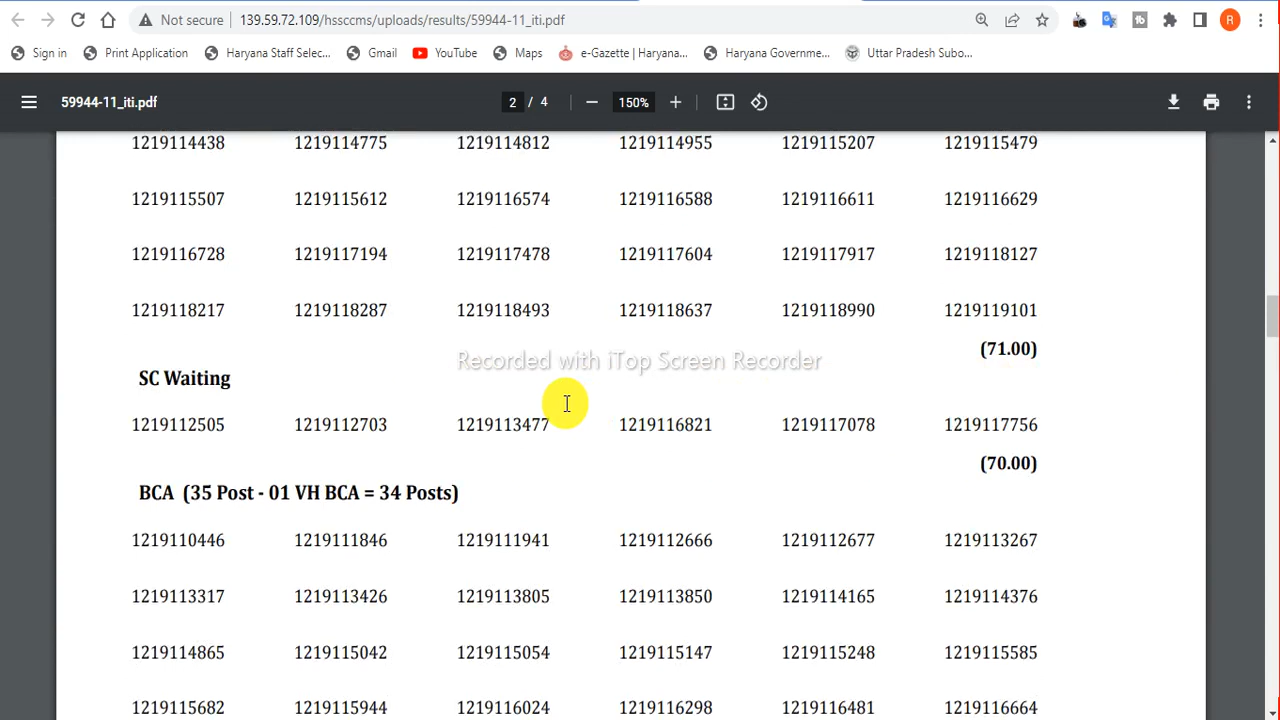 Not secure 139.59.72.109/hssccms/uploads/results/59944-11_iti.pdf R
Sign in Print Application Haryana Staff Selec... Gmail YouTube Maps e-Gazette | Haryana... Haryana Governme... Uttar Pradesh Subo...
59944-11_iti.pdf 2 / 4 150%
1219114438 1219114775 1219114812 1219114955 1219115207 1219115479
1219115507 1219115612 1219116574 1219116588 1219116611 1219116629
1219116728 1219117194 1219117478 1219117604 1219117917 1219118127
1219118217 1219118287 1219118493 1219118637 1219118990 1219119101
(71.00)
Recorded with iTop Screen Recorder
SC Waiting
1219112505 1219112703 1219113477 1219116821 1219117078 1219117756
(70.00)
BCA (35 Post - 01 VH BCA = 34 Posts)
1219110446 1219111846 1219111941 1219112666 1219112677 1219113267
1219113317 1219113426 1219113805 1219113850 1219114165 1219114376
1219114865 1219115042 1219115054 1219115147 1219115248 1219115585
1219115682 1219115944 1219116024 1219116298 1219116481 1219116664